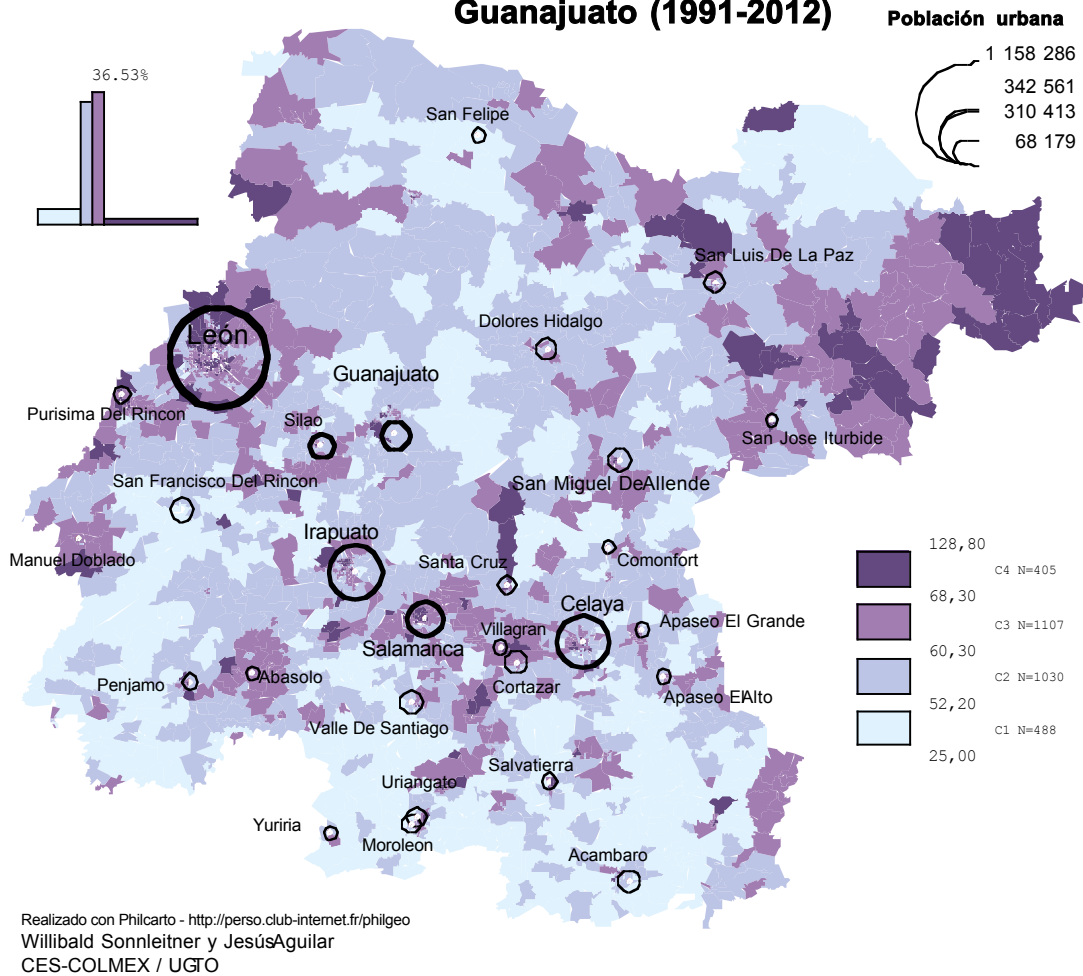 Guanajuato (1991-2012)
Población urbana
1 158 286
342 561
310 413
68 179
36.53%
San Felipe
San Luis De La Paz
Dolores Hidalgo
León
Guanajuato
Purisima Del Rincon
Silao
San Jose Iturbide
San Francisco Del Rincon
San Miguel DeAllende
Irapuato
Manuel Doblado
Santa Cruz
Comonfort
Celaya
Apaseo El Grande
Villagran
Salamanca
Abasolo
Penjamo
Cortazar
Apaseo ElAlto
Valle De Santiago
Salvatierra
Uriangato
Yuriria
Moroleon
Acambaro
128,80
C4 N=405
68,30
C3 N=1107
60,30
C2 N=1030
52,20
C1 N=488
25,00
Realizado con Philcarto - http://perso.club-internet.fr/philgeo
Willibald Sonnleitner y JesúsAguilar
CES-COLMEX / UGTO